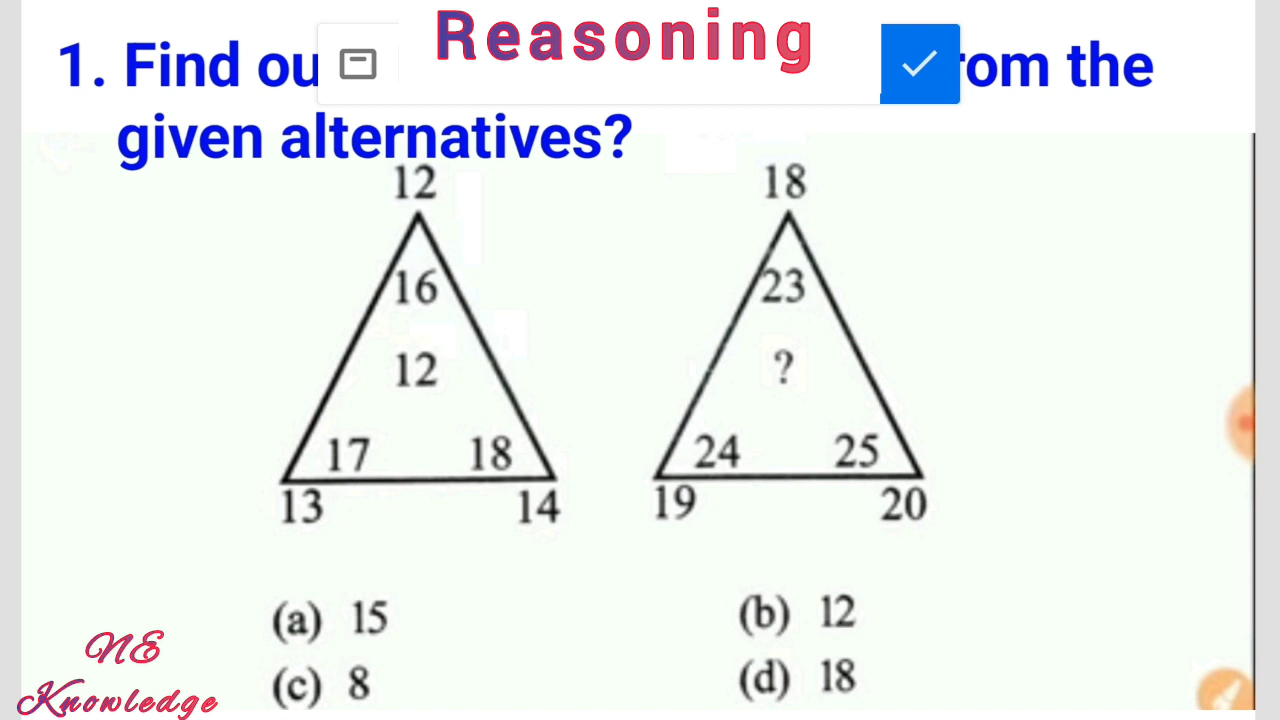 Reasoning
1. Find ou om the
given alternatives?
12 18
16 23
12 ?
17 18 24 25
13 14 19 20
(a) 15 (b) 12
(c) 8 (d) 18
NE
Knowledge